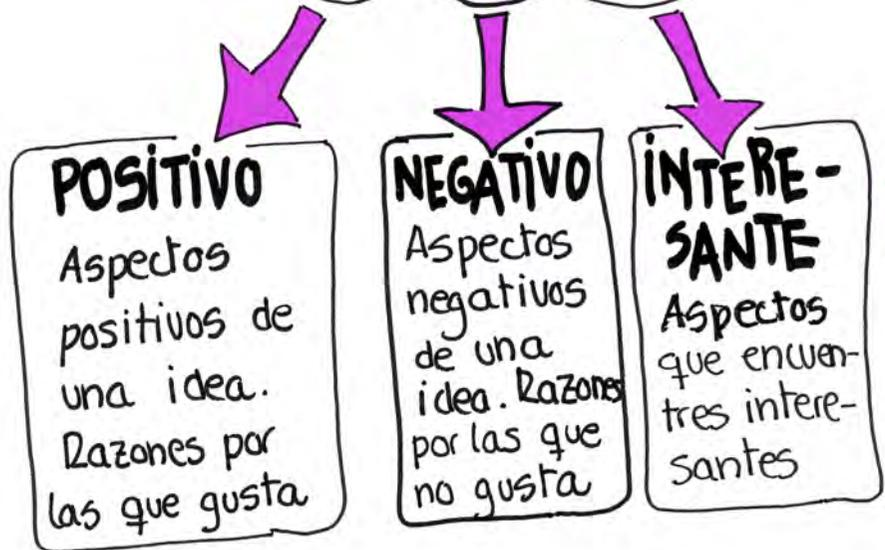 POSITIVO
Aspectos
positivos de
una idea.
Razones por
las que gusta
NEGATIVO
Aspectos
negativos
de una
idea. Razones
por las que
no gusta
INTERE-
SANTE
Aspectos
que encuen-
tres intere-
santes